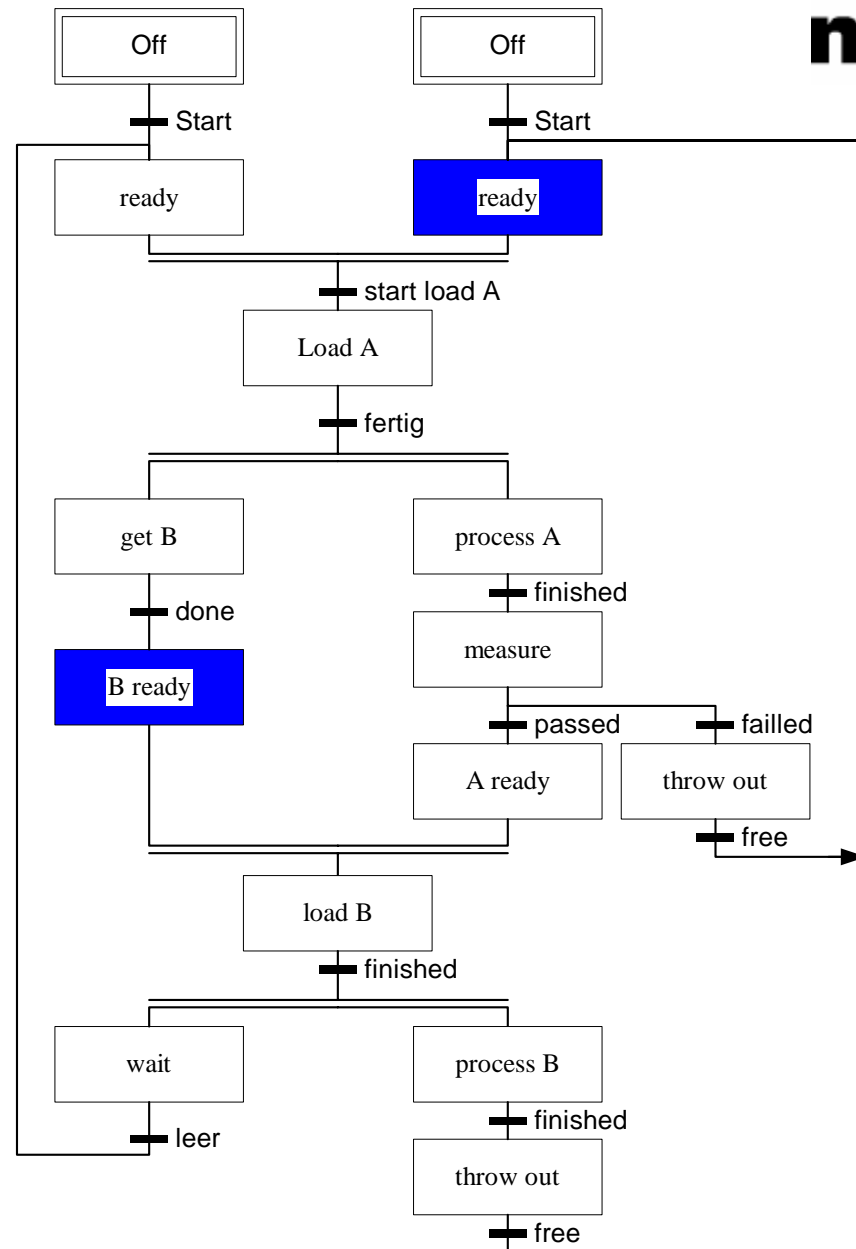 Off
Off
n
Start
Start
ready
ready
start load A
Load A
fertig
get B
process A
finished
done
measure
B ready
passed
failled
A ready
throw out
free
load B
finished
wait
process B
finished
leer
throw out
free